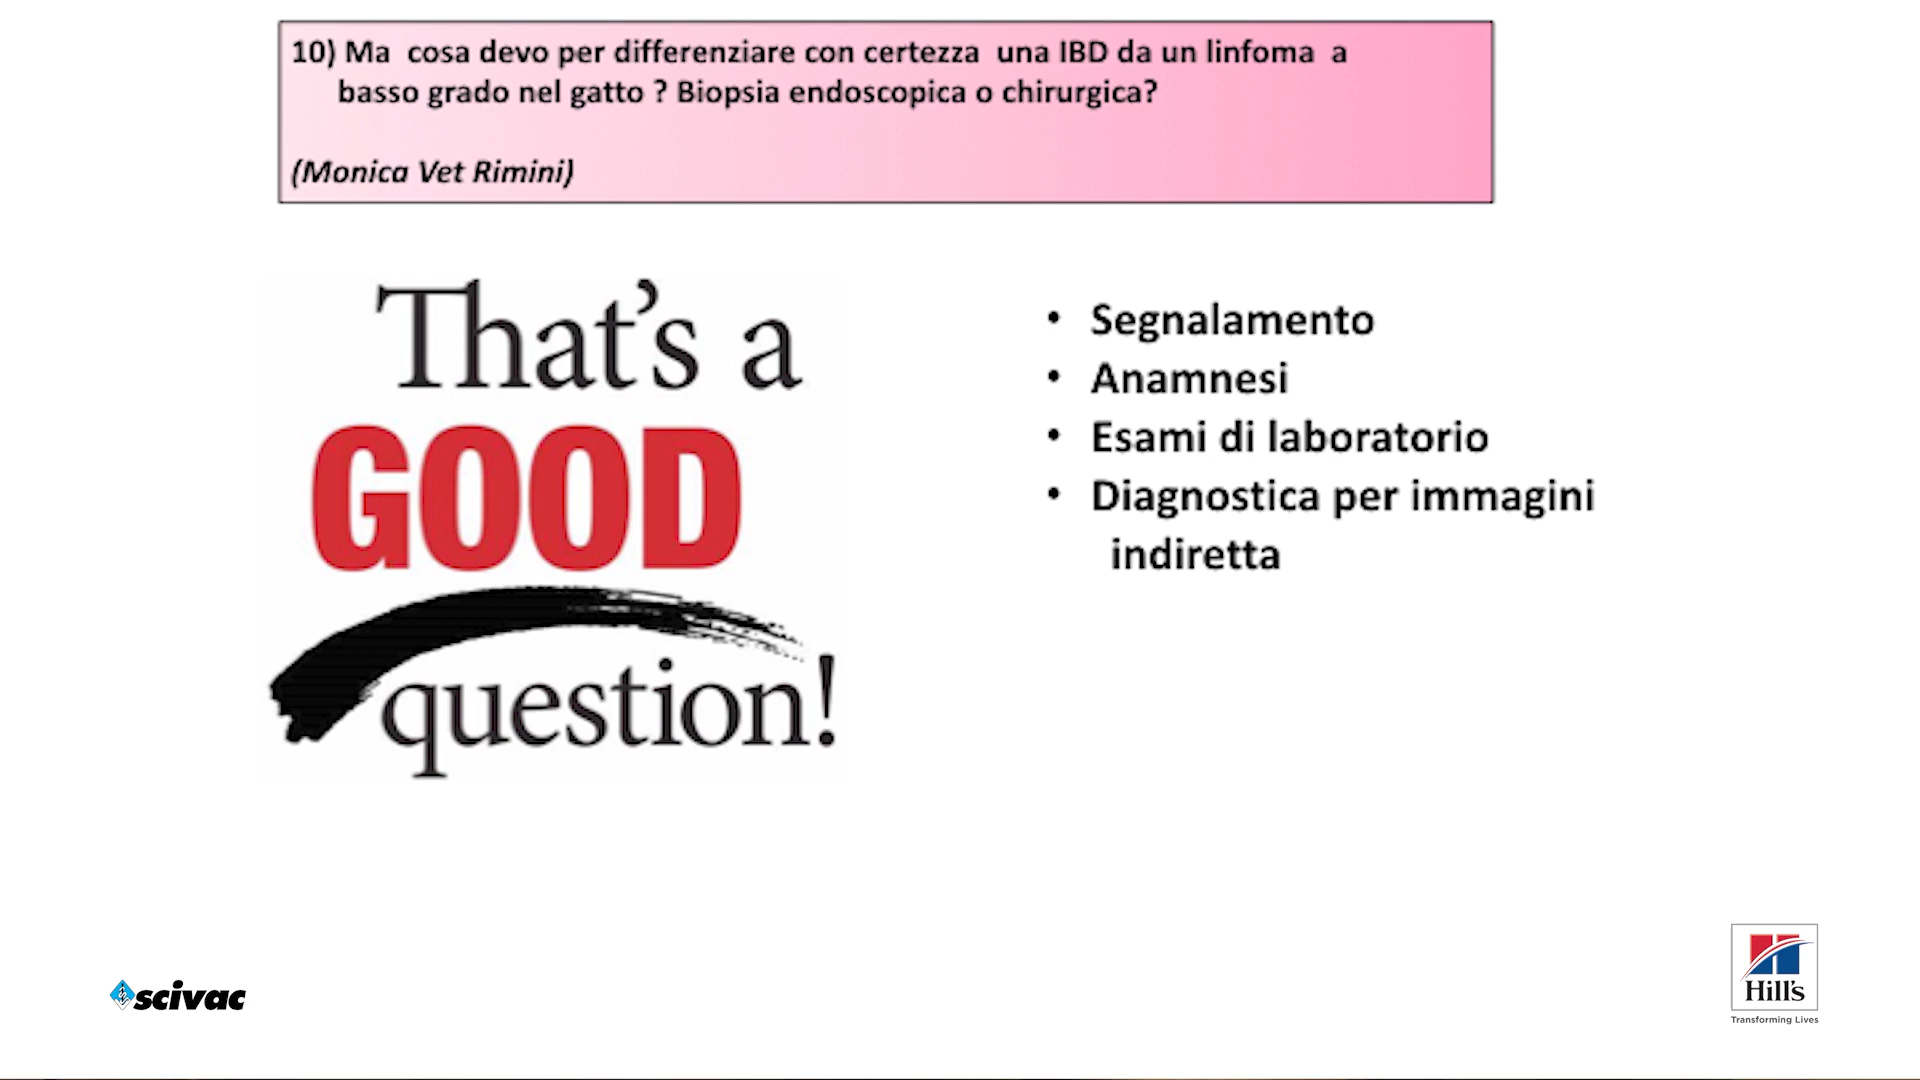 10) Ma cosa devo per differenziare con certezza una IBD da un linfoma a
basso grado nel gatto ? Biopsia endoscopica o chirurgica?
(Monica Vet Rimini)
That's a
GOOD
question!
• Segnalamento
• Anamnesi
• Esami di laboratorio
• Diagnostica per immagini
indiretta
scivac
Hill's
Transforming Lives